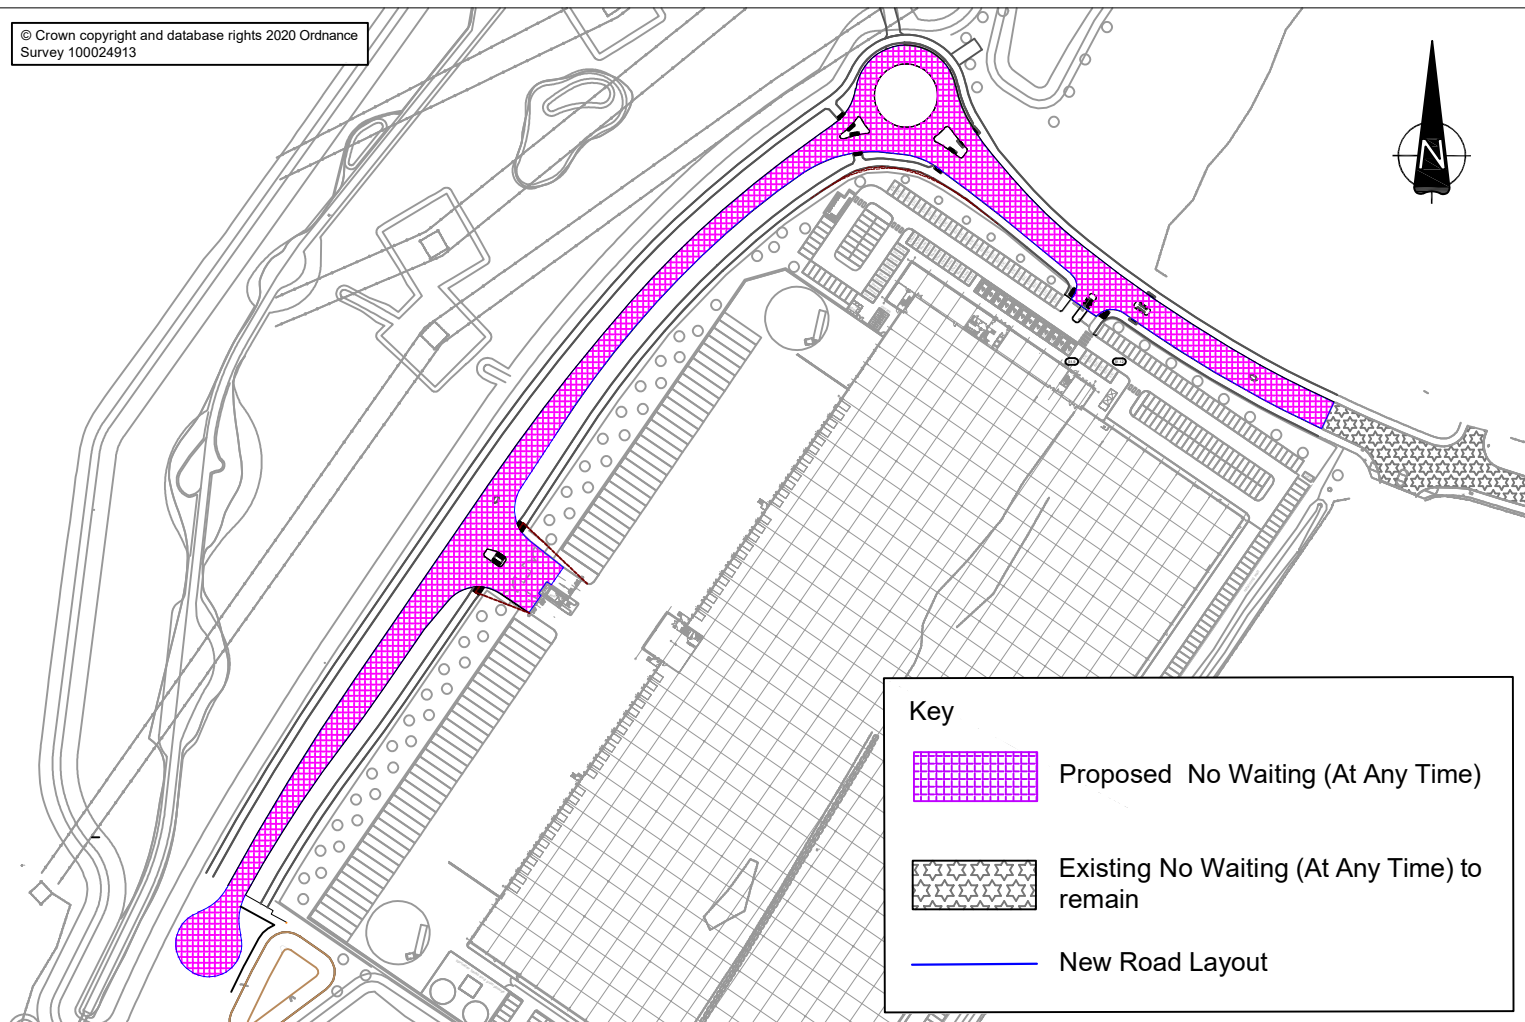 © Crown copyright and database rights 2020 Ordnance
Survey 100024913
N
Key
Proposed No Waiting (At Any Time)
Existing No Waiting (At Any Time) to
remain
New Road Layout